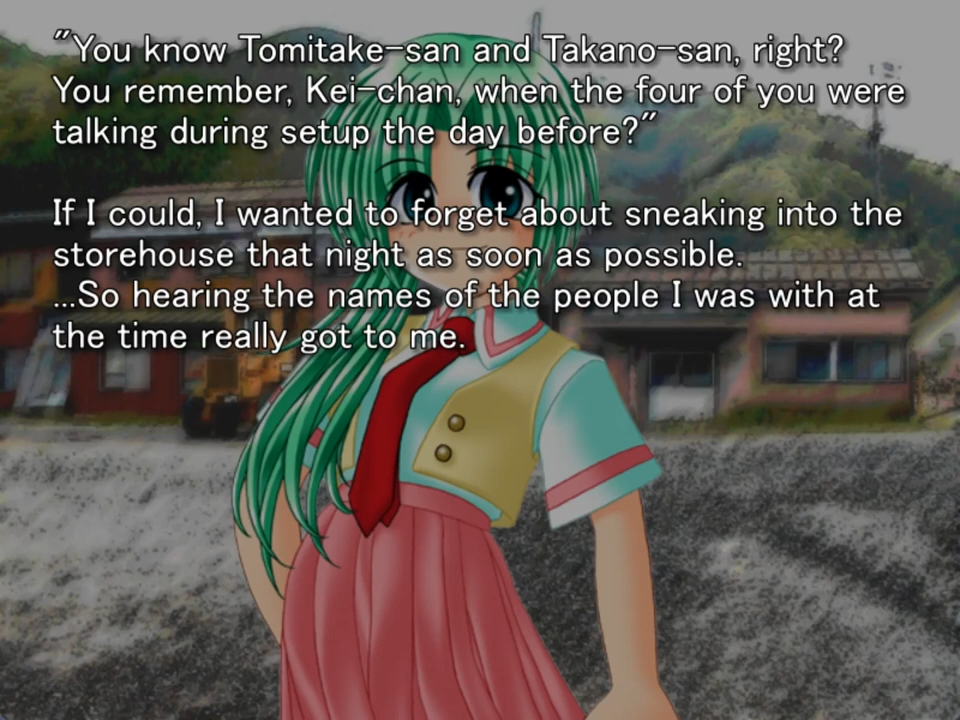 "You know Tomitake-san and Takano-san, right?
You remember, Kei-chan, when the four of you were
talking during setup the day before?"
If I could, I wanted to forget about sneaking into the
storehouse that night as soon as possible.
...So hearing the names of the people I was with at
the time really got to me.